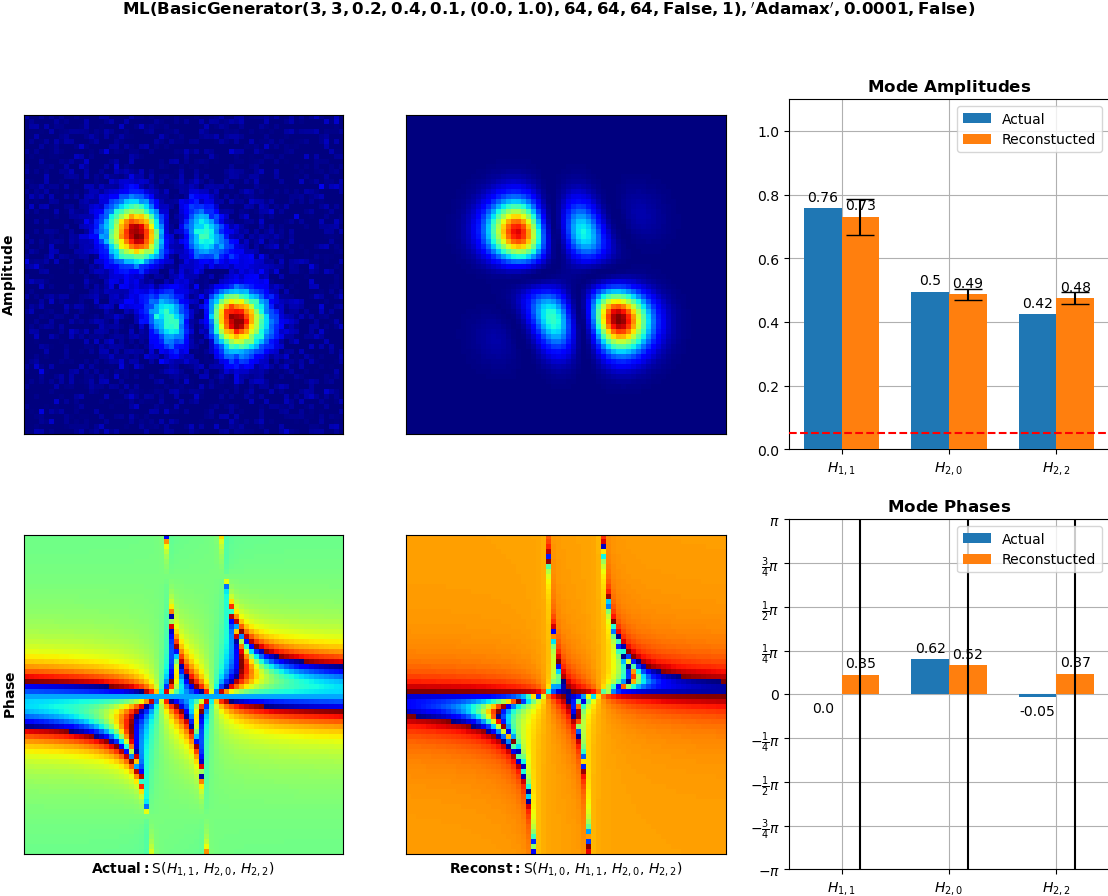 ML(BasicGenerator(3, 3, 0.2, 0.4, 0.1, (0.0, 1.0), 64, 64, 64, False, 1), 'Adamax', 0.0001, False)
Amplitude
Mode Amplitudes
Actual
Reconstucted
1.0
0.8
0.6
0.4
0.2
0.0
0.76
0.73
0.5
0.49
0.42
0.48
H1,1
H2,0
H2,2
Phase
Actual: S(H1,1, H2,0, H2,2)
Reconst: S(H1,0, H1,1, H2,0, H2,2)
Mode Phases
Actual
Reconstucted
π
3/4π
1/2π
1/4π
0
−1/4π
−1/2π
−3/4π
−π
0.0
0.35
0.62
0.52
-0.05
0.37
H1,1
H2,0
H2,2